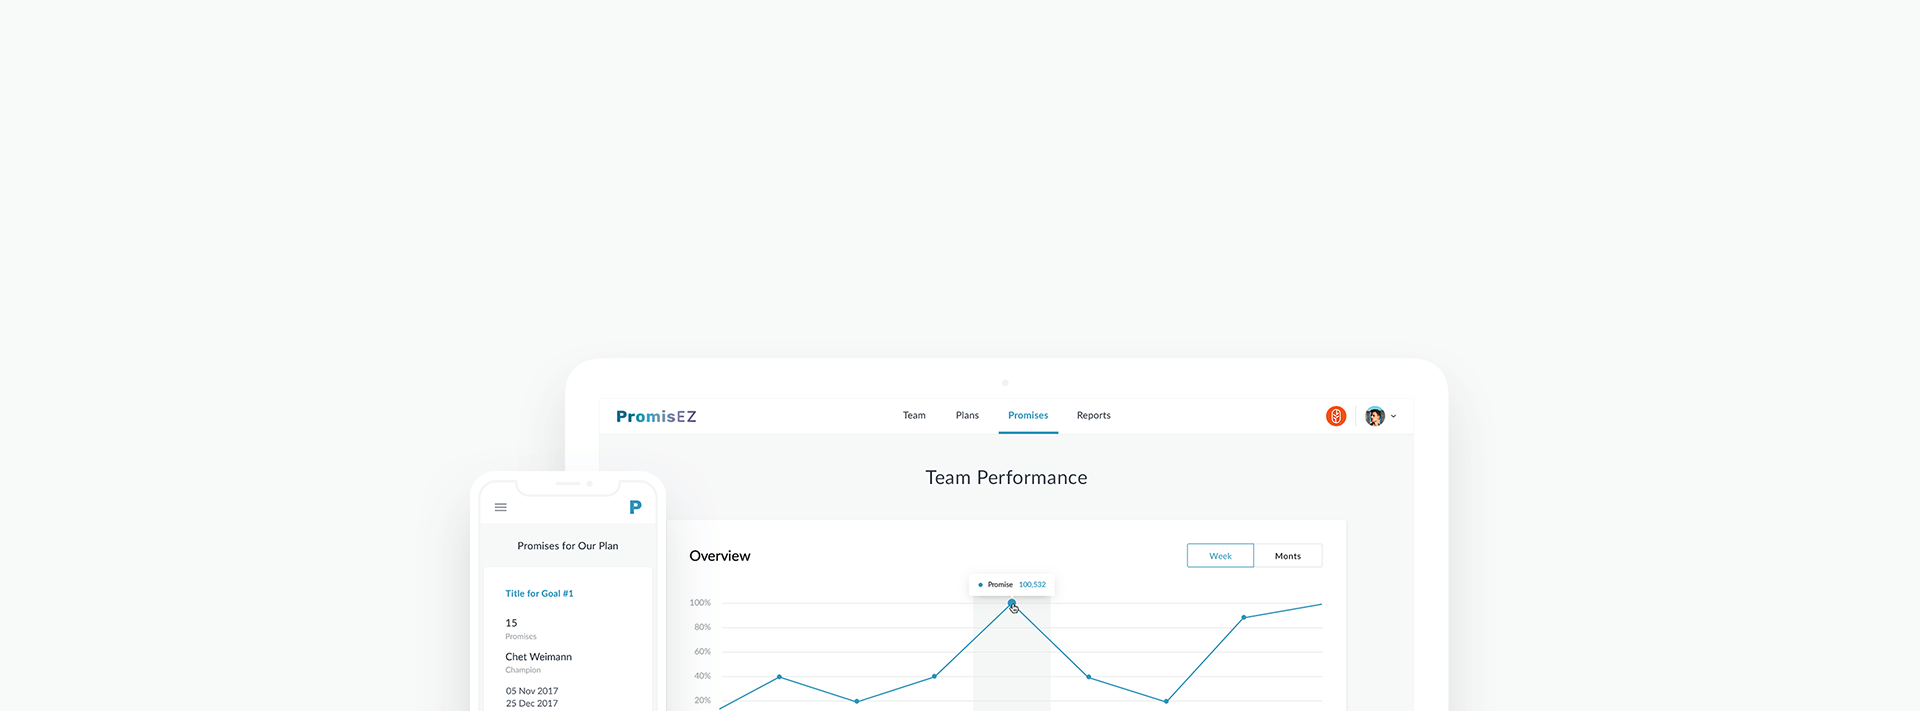 PromisEZ
Team Plans Promises Reports
Team Performance
P
Promises for Our Plan
Overview
Week Monts
Promise 100,532
Title for Goal #1
100%
80%
60%
40%
20%
15
Promises
Chet Weimann
Champion
05 Nov 2017
25 Dec 2017